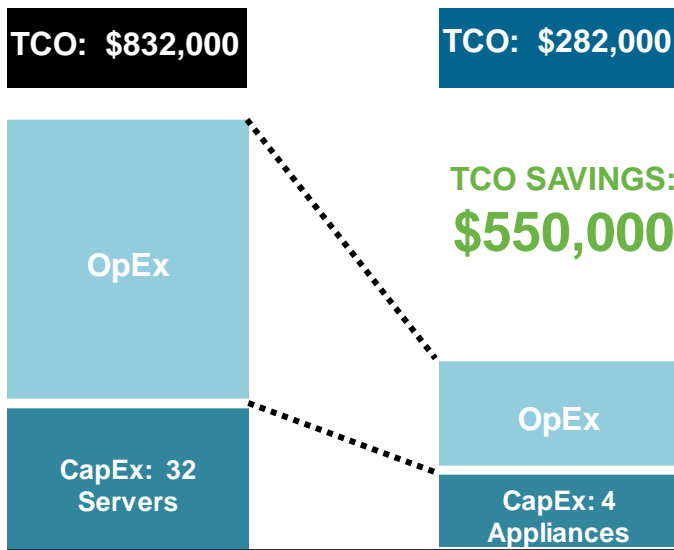 TCO:  $832,000
TCO:  $282,000
TCO SAVINGS:
$550,000
OpEx
OpEx
CapEx:  32
Servers
CapEx: 4
Appliances